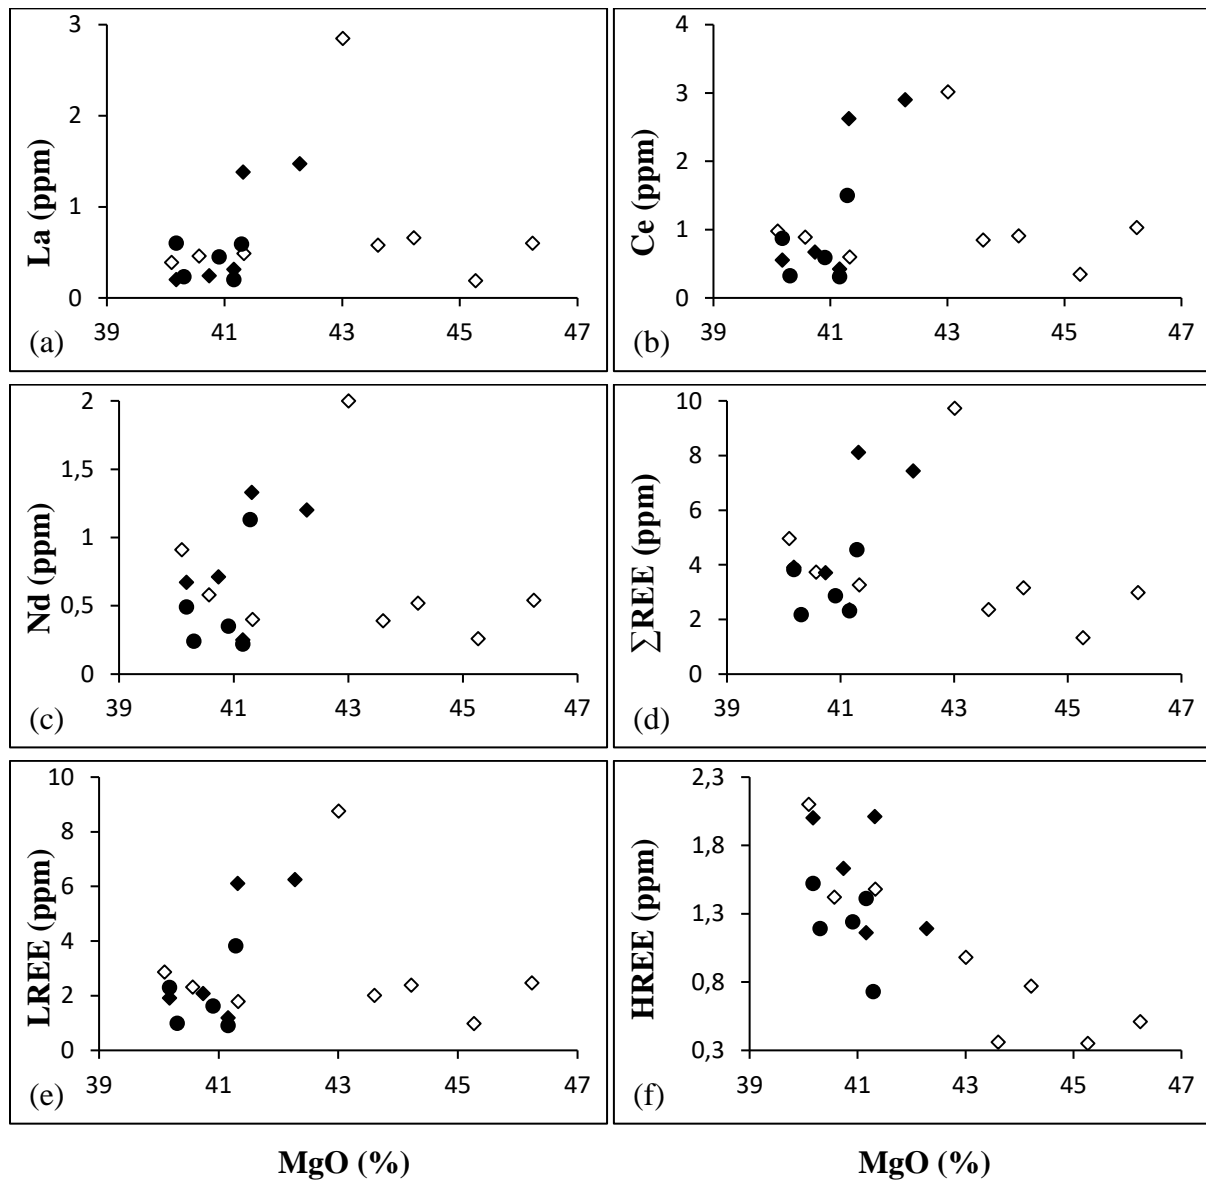 La (ppm)
3
2
1
0
39 41 43 45 47
(a)
Ce (ppm)
4
3
2
1
0
39 41 43 45 47
(b)
Nd (ppm)
2
1,5
1
0,5
0
39 41 43 45 47
(c)
∑REE (ppm)
10
8
6
4
2
0
39 41 43 45 47
(d)
LREE (ppm)
10
8
6
4
2
0
39 41 43 45 47
(e)
HREE (ppm)
2,3
1,8
1,3
0,8
0,3
39 41 43 45 47
(f)
MgO (%)
MgO (%)